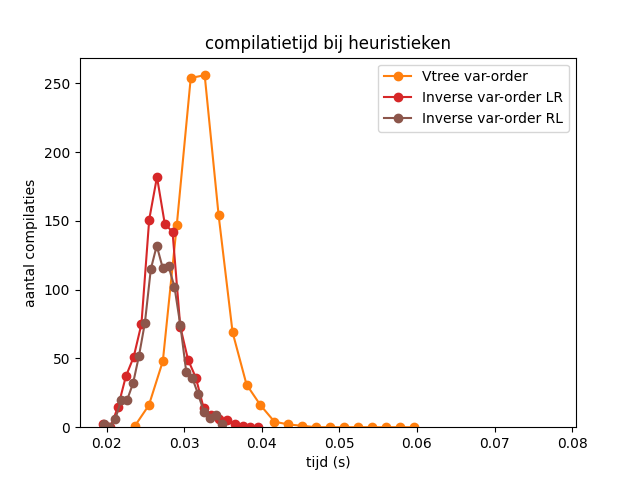 compilatietijd bij heuristieken
Vtree var-order
Inverse var-order LR
Inverse var-order RL
aantal compilaties
250
200
150
100
50
0
0.02 0.03 0.04 0.05 0.06 0.07 0.08
tijd (s)